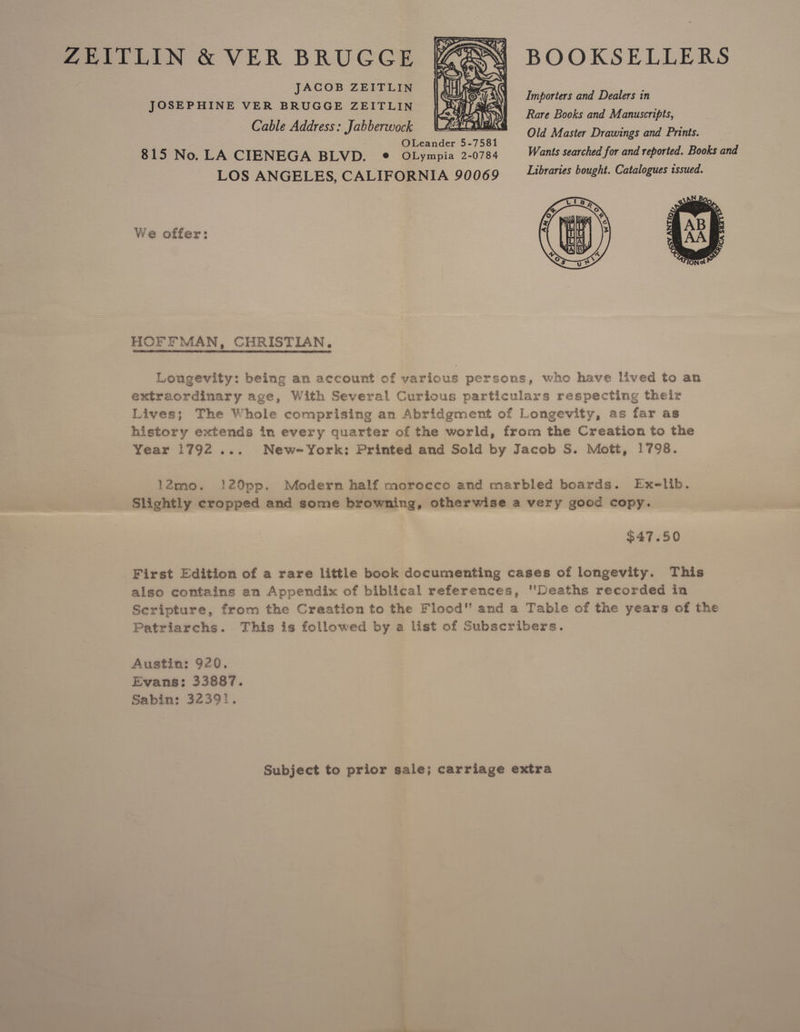 ZEITLIN & VER BRUGGE
BOOKSELLERS
JACOB ZEITLIN
JOSEPHINE VER BRUGGE ZEITLIN
Cable Address: Jabberwock
OLeander 5-7581
815 No. LA CIENEGA BLVD. • OLympia 2-0784
LOS ANGELES, CALIFORNIA 90069
Importers and Dealers in
Rare Books and Manuscripts,
Old Master Drawings and Prints.
Wants searched for and reported. Books and
Libraries bought. Catalogues issued.
AMOR LIBRORUM NOS UNIT
ANTIQUARIAN BOOKSELLERS ASSOCIATION of AMERICA
AB
AA
We offer:
HOFFMAN, CHRISTIAN.
Longevity: being an account of various persons, who have lived to an
extraordinary age, With Several Curious particulars respecting their
Lives; The Whole comprising an Abridgment of Longevity, as far as
history extends in every quarter of the world, from the Creation to the
Year 1792 ... New-York: Printed and Sold by Jacob S. Mott, 1798.
12mo. 120pp. Modern half morocco and marbled boards. Ex-lib.
Slightly cropped and some browning, otherwise a very good copy.
$47.50
First Edition of a rare little book documenting cases of longevity. This
also contains an Appendix of biblical references, "Deaths recorded in
Scripture, from the Creation to the Flood" and a Table of the years of the
Patriarchs. This is followed by a list of Subscribers.
Austin: 920.
Evans: 33887.
Sabin: 32391.
Subject to prior sale; carriage extra